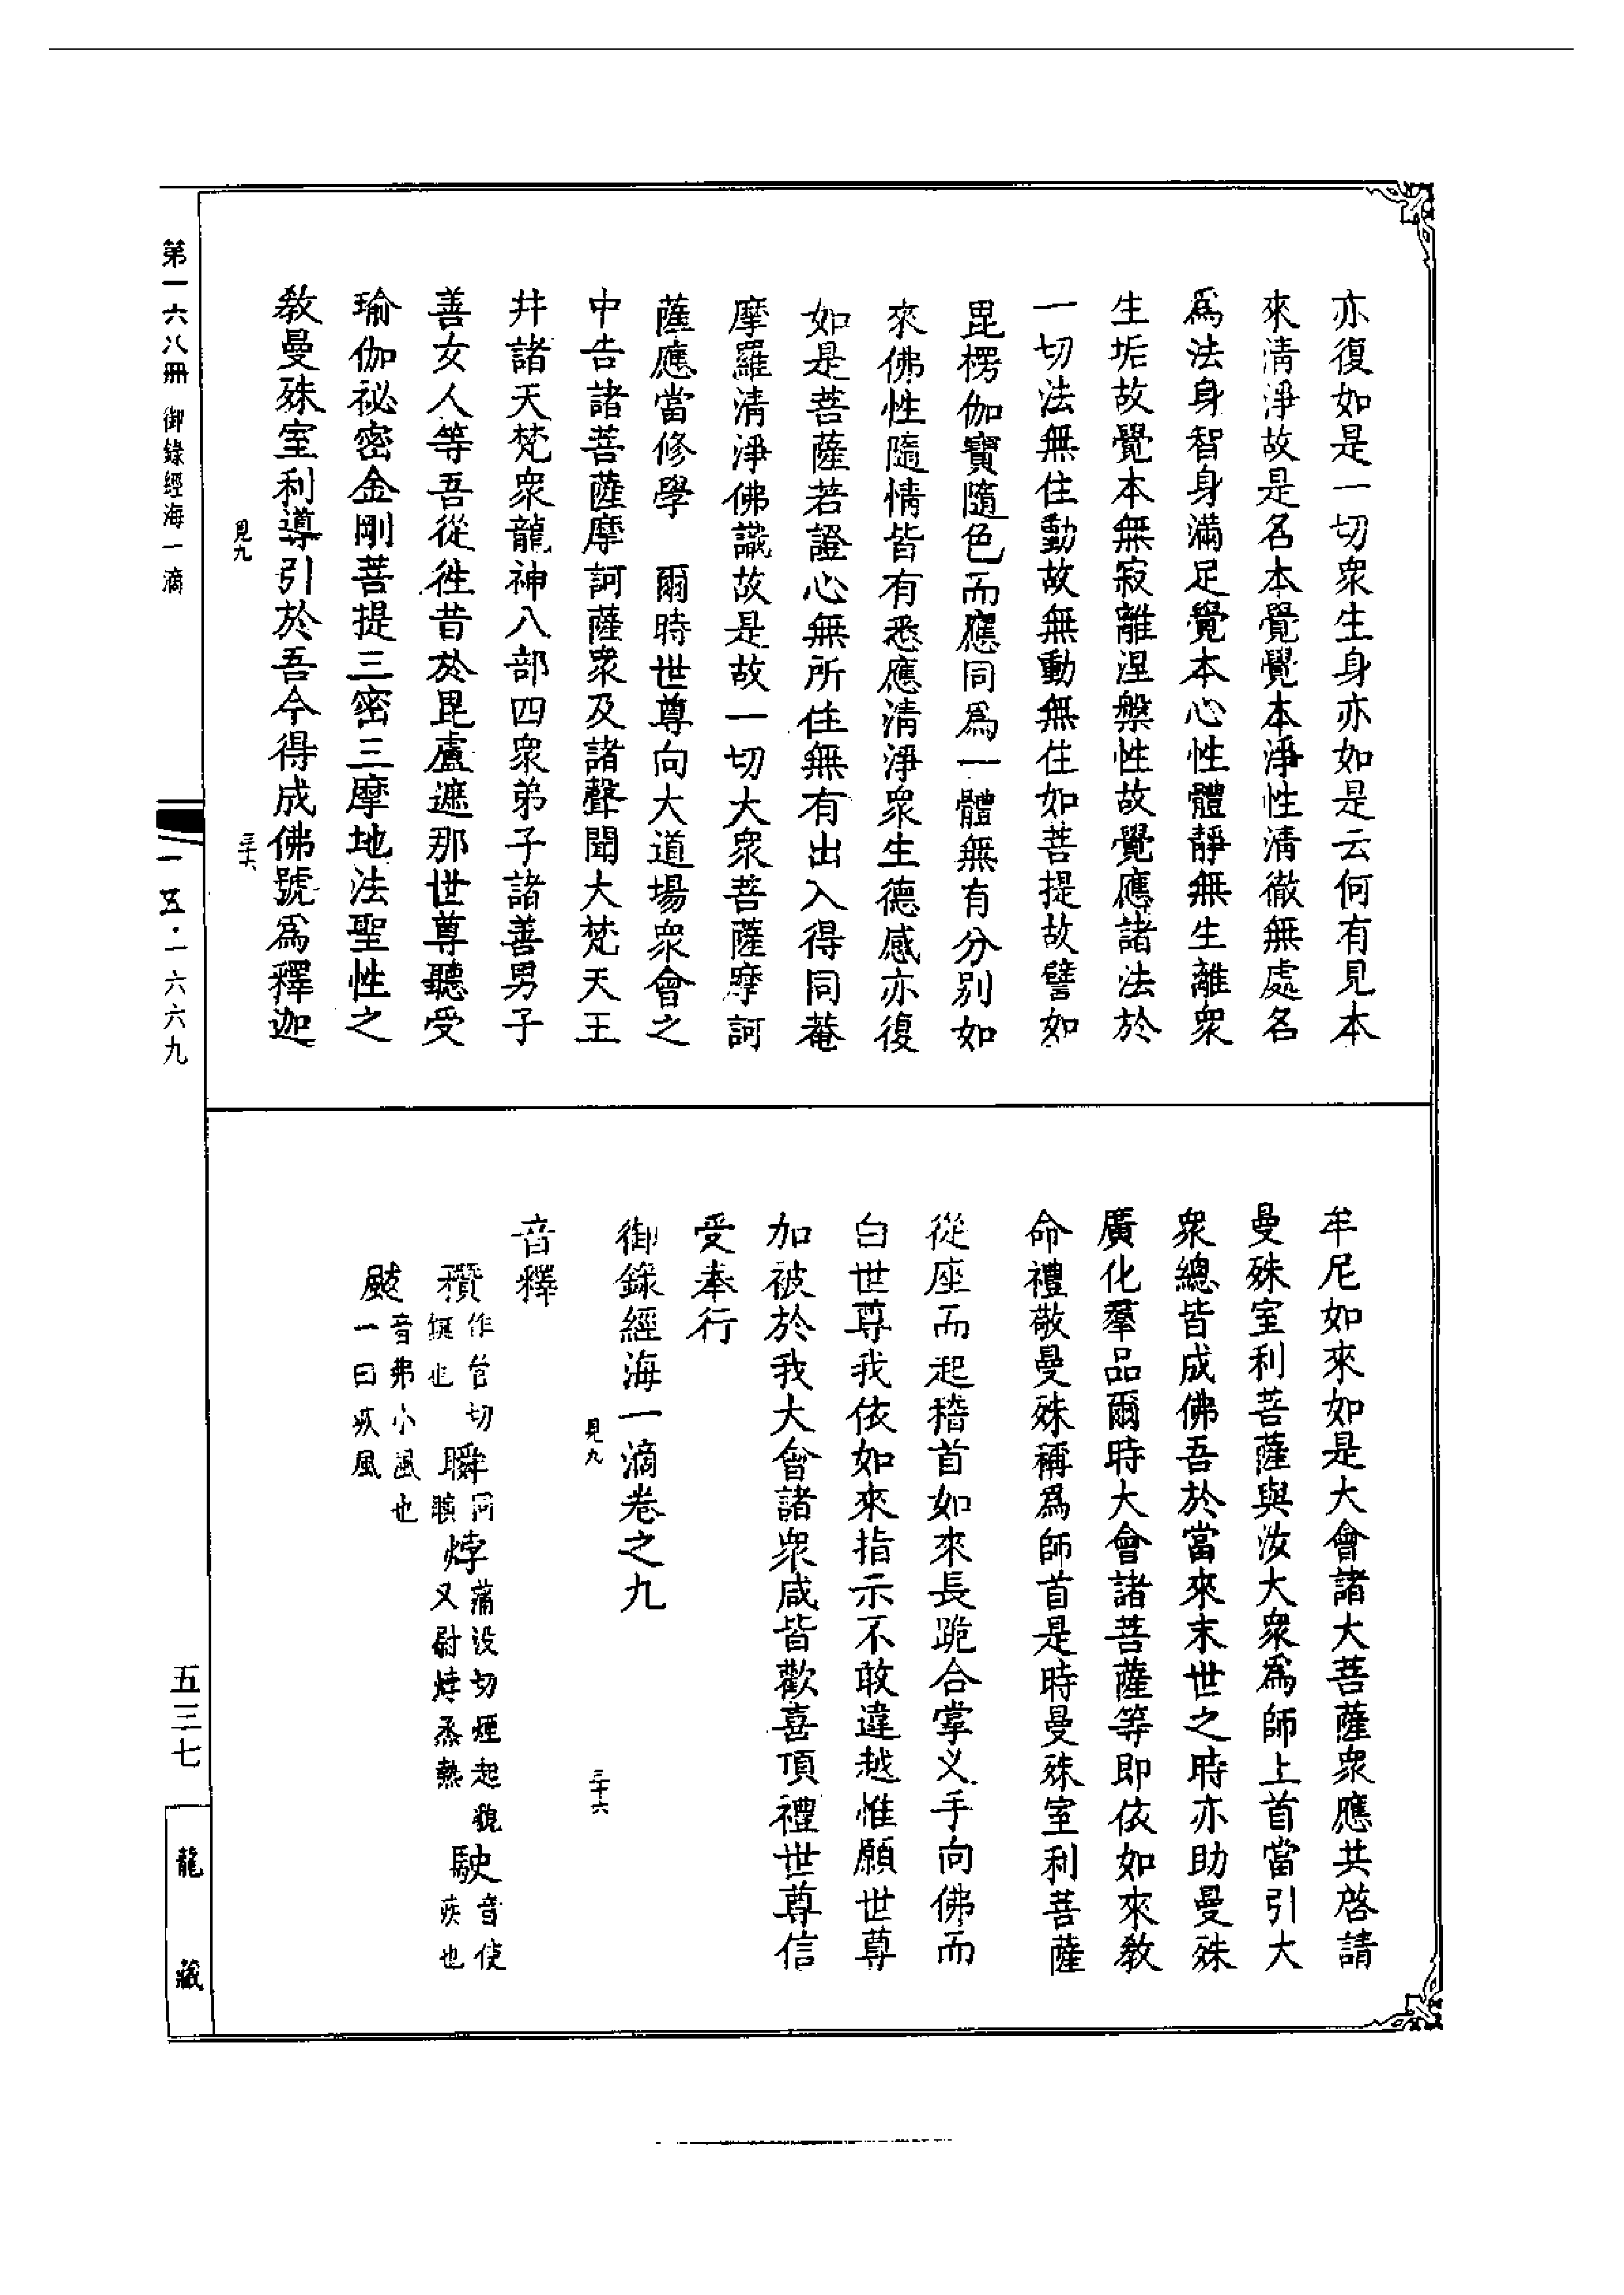 亦復如是一切衆生身亦如是云何有見本
來淸淨故是名本覺覺本淨性清徹無處名
爲法身智身滿足覺本心性體靜無生離衆
生垢故覺本無寂離涅槃性故覺應諸法於
一切法無住動故無動無住如菩提故譬如
毘楞伽寶隨色而應同爲一體無有分別如
來佛性隨情皆有悉應淸淨衆生德感亦復
如是菩薩若證心無所住無有出入得同菴
摩羅清淨佛識故是故一切大衆菩薩摩訶
薩應當修學　爾時世尊向大道場衆會之
中告諸菩薩摩訶薩衆及諸聲聞大梵天王
并諸天梵衆龍神八部四衆弟子諸善男子
善女人等吾從徃昔於毘盧遮那世尊聽受
瑜伽祕密金剛菩提三密三摩地法聖性之
教曼殊室利導引於吾今得成佛號爲釋迦
見九
三十六
牟尼如來如是大會諸大菩薩衆應共啓請
曼殊室利菩薩與汝大衆爲師上首當引大
衆總皆成佛吾於當來末世之時亦助曼殊
廣化羣品爾時大會諸菩薩等即依如來教
命禮敬曼殊稱爲師首是時曼殊室利菩薩
從座而起稽首如來長跪合掌义手向佛而
白世尊我依如來指示不敢違越惟願世尊
加被於我大會諸衆咸皆歡喜頂禮世尊信
受奉行
御錄經海一滴卷之九
見九
三十六
音釋
穳作管切鋋也 瞬同瞚 㶿蒲没切煙起貌又尉㶿烝熱 駛音使疾也
颰音弗小風也一曰疾風
第一六八冊 御錄經海一滴
一五·一六六九
五三七
龍藏